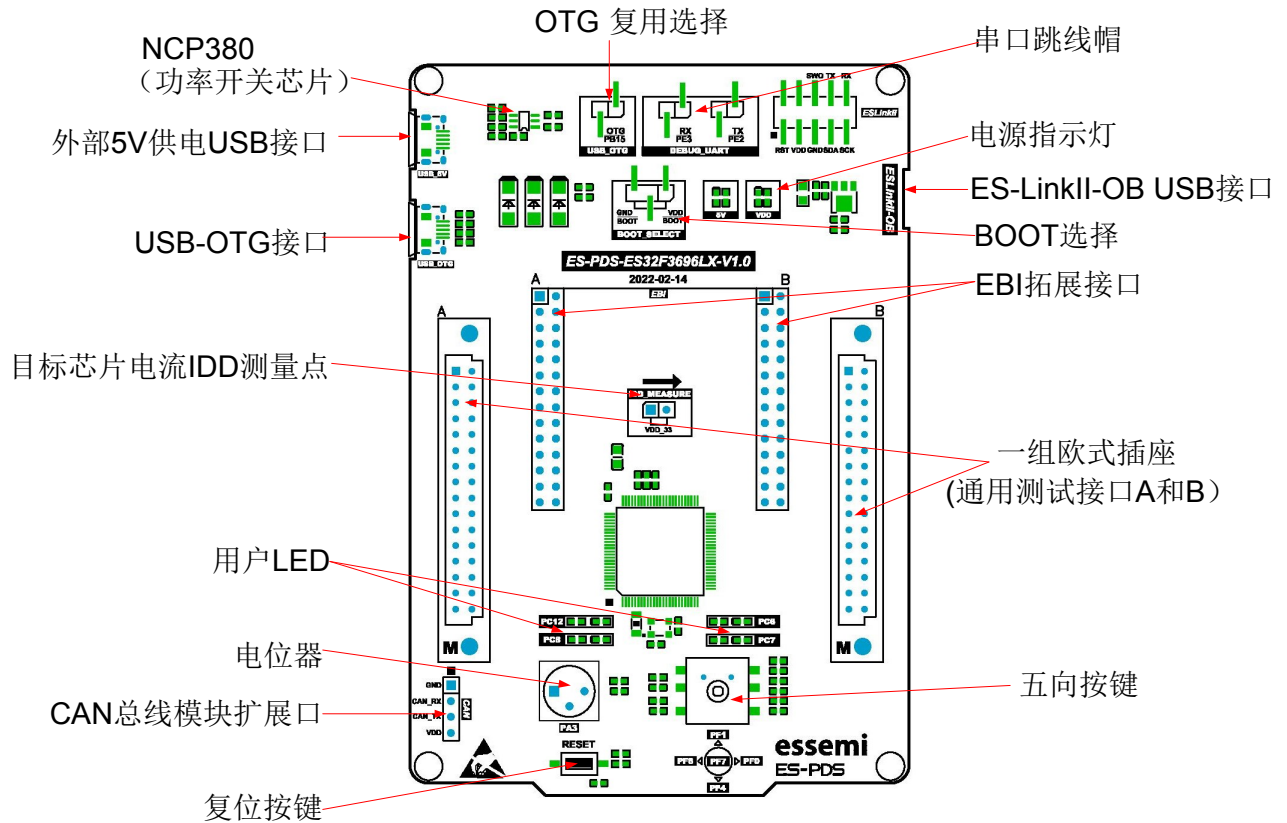 OTG 复用选择
NCP380
（功率开关芯片）
串口跳线帽
外部5V供电USB接口
电源指示灯
ES-LinkII-OB USB接口
USB-OTG接口
BOOT选择
EBI拓展接口
目标芯片电流IDD测量点
一组欧式插座
(通用测试接口A和B）
用户LED
电位器
五向按键
CAN总线模块扩展口
复位按键
SWO TX RX
ESLinkII
RST VDD GND SDA SCK
OTG
PB15
USB_OTG
RX
PE3
TX
PE2
DEBUG_UART
USB_5V
USB_OTG
GND
BOOT
VDD
BOOT
BOOT_SELECT
5V
VDD
ESLinkII-OB
ES-PDS-ES32F3696LX-V1.0
2022-02-14
EBI
A
B
A
B
MEASURE
VDD_33
PC12
PC8
PC6
PC7
M
M
GND
CAN_RX
CAN_TX
VDD
CAN
PA3
RESET
PF1
PF7
PF4
essemi
ES-PDS